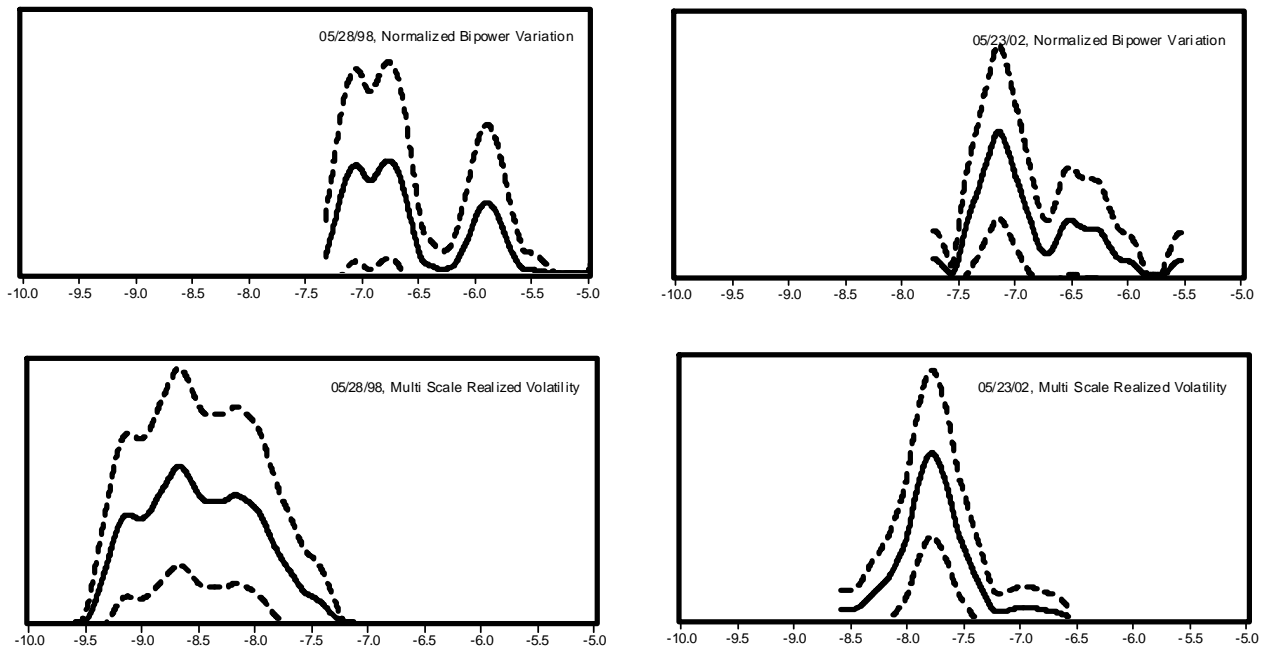 05/28/98, Normalized Bipower Variation
-10.0 -9.5 -9.0 -8.5 -8.0 -7.5 -7.0 -6.5 -6.0 -5.5 -5.0
05/23/02, Normalized Bipower Variation
-10.0 -9.5 -9.0 -8.5 -8.0 -7.5 -7.0 -6.5 -6.0 -5.5 -5.0
05/28/98, Multi Scale Realized Volatility
-10.0 -9.5 -9.0 -8.5 -8.0 -7.5 -7.0 -6.5 -6.0 -5.5 -5.0
05/23/02, Multi Scale Realized Volatility
-10.0 -9.5 -9.0 -8.5 -8.0 -7.5 -7.0 -6.5 -6.0 -5.5 -5.0